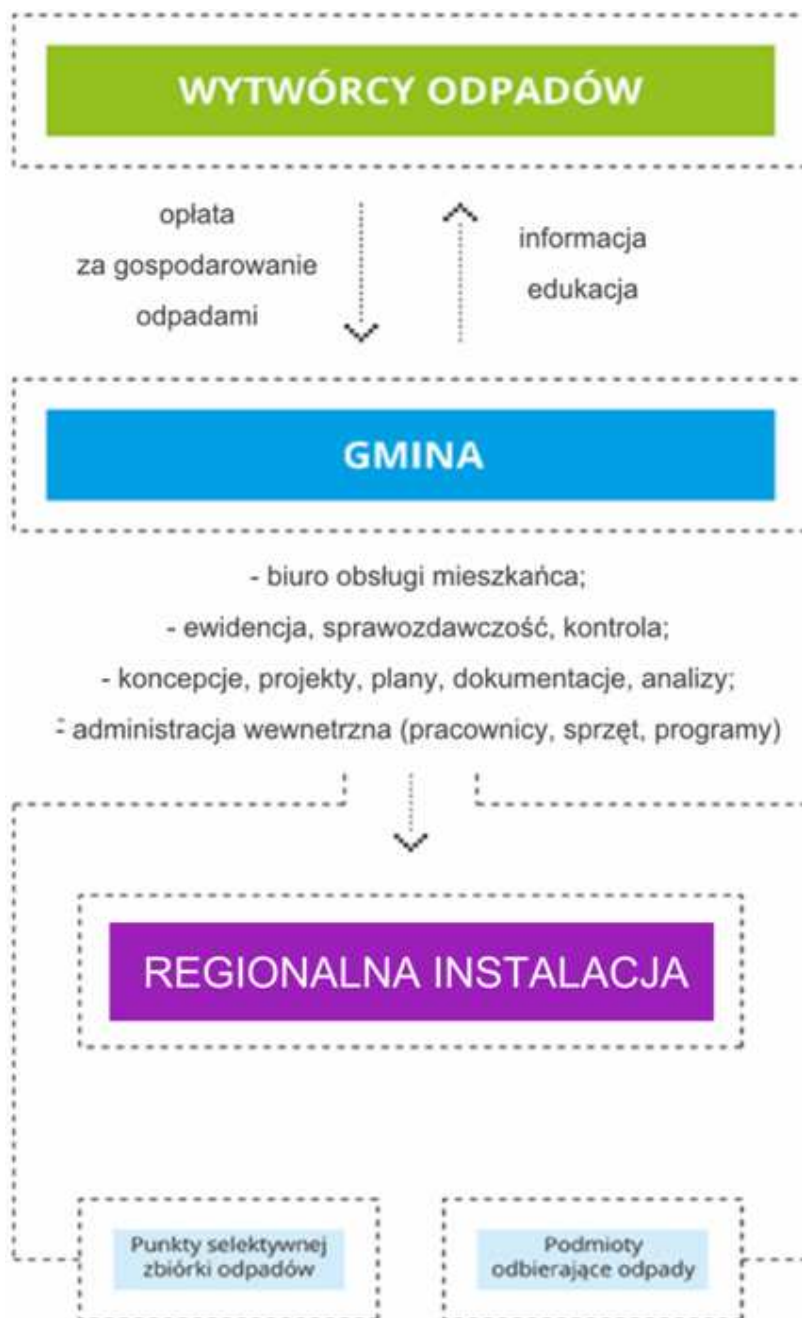 WYTWÓRCY ODPADÓW
opłata
za gospodarowanie
odpadami
informacja
edukacja
GMINA
- biuro obsługi mieszkańca;
- ewidencja, sprawozdawczość, kontrola;
- koncepcje, projekty, plany, dokumentacje, analizy;
- administracja wewnetrzna (pracownicy, sprzęt, programy)
REGIONALNA INSTALACJA
Punkty selektywnej
zbiórki odpadów
Podmioty
odbierające odpady